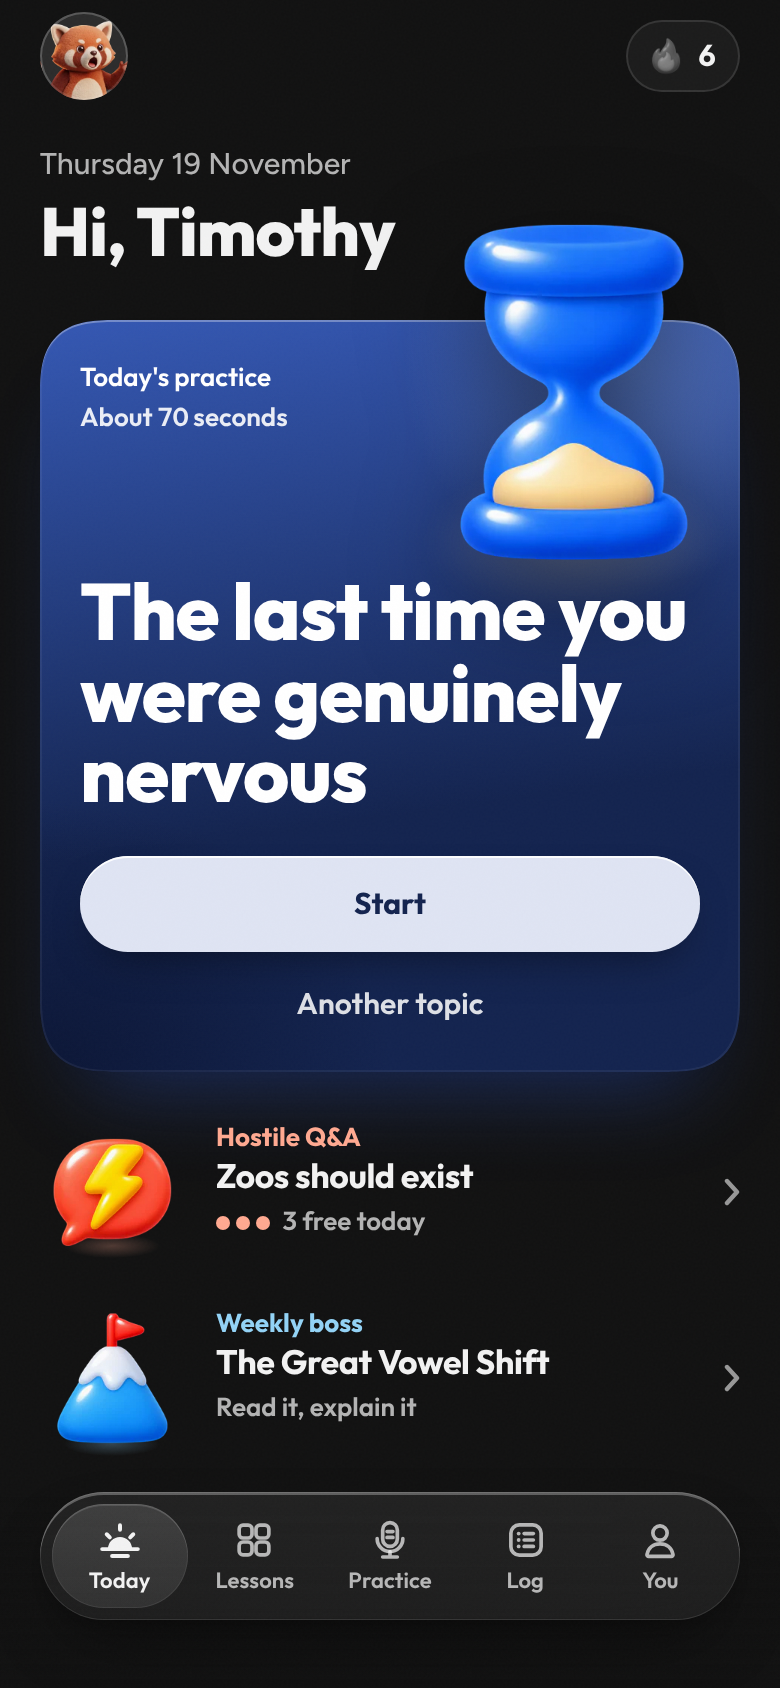 6
Thursday 19 November
Hi, Timothy
Today's practice
About 70 seconds
The last time you
were genuinely
nervous
Start
Another topic
Hostile Q&A
Zoos should exist
3 free today
Weekly boss
The Great Vowel Shift
Read it, explain it
Today
Lessons
Practice
Log
You